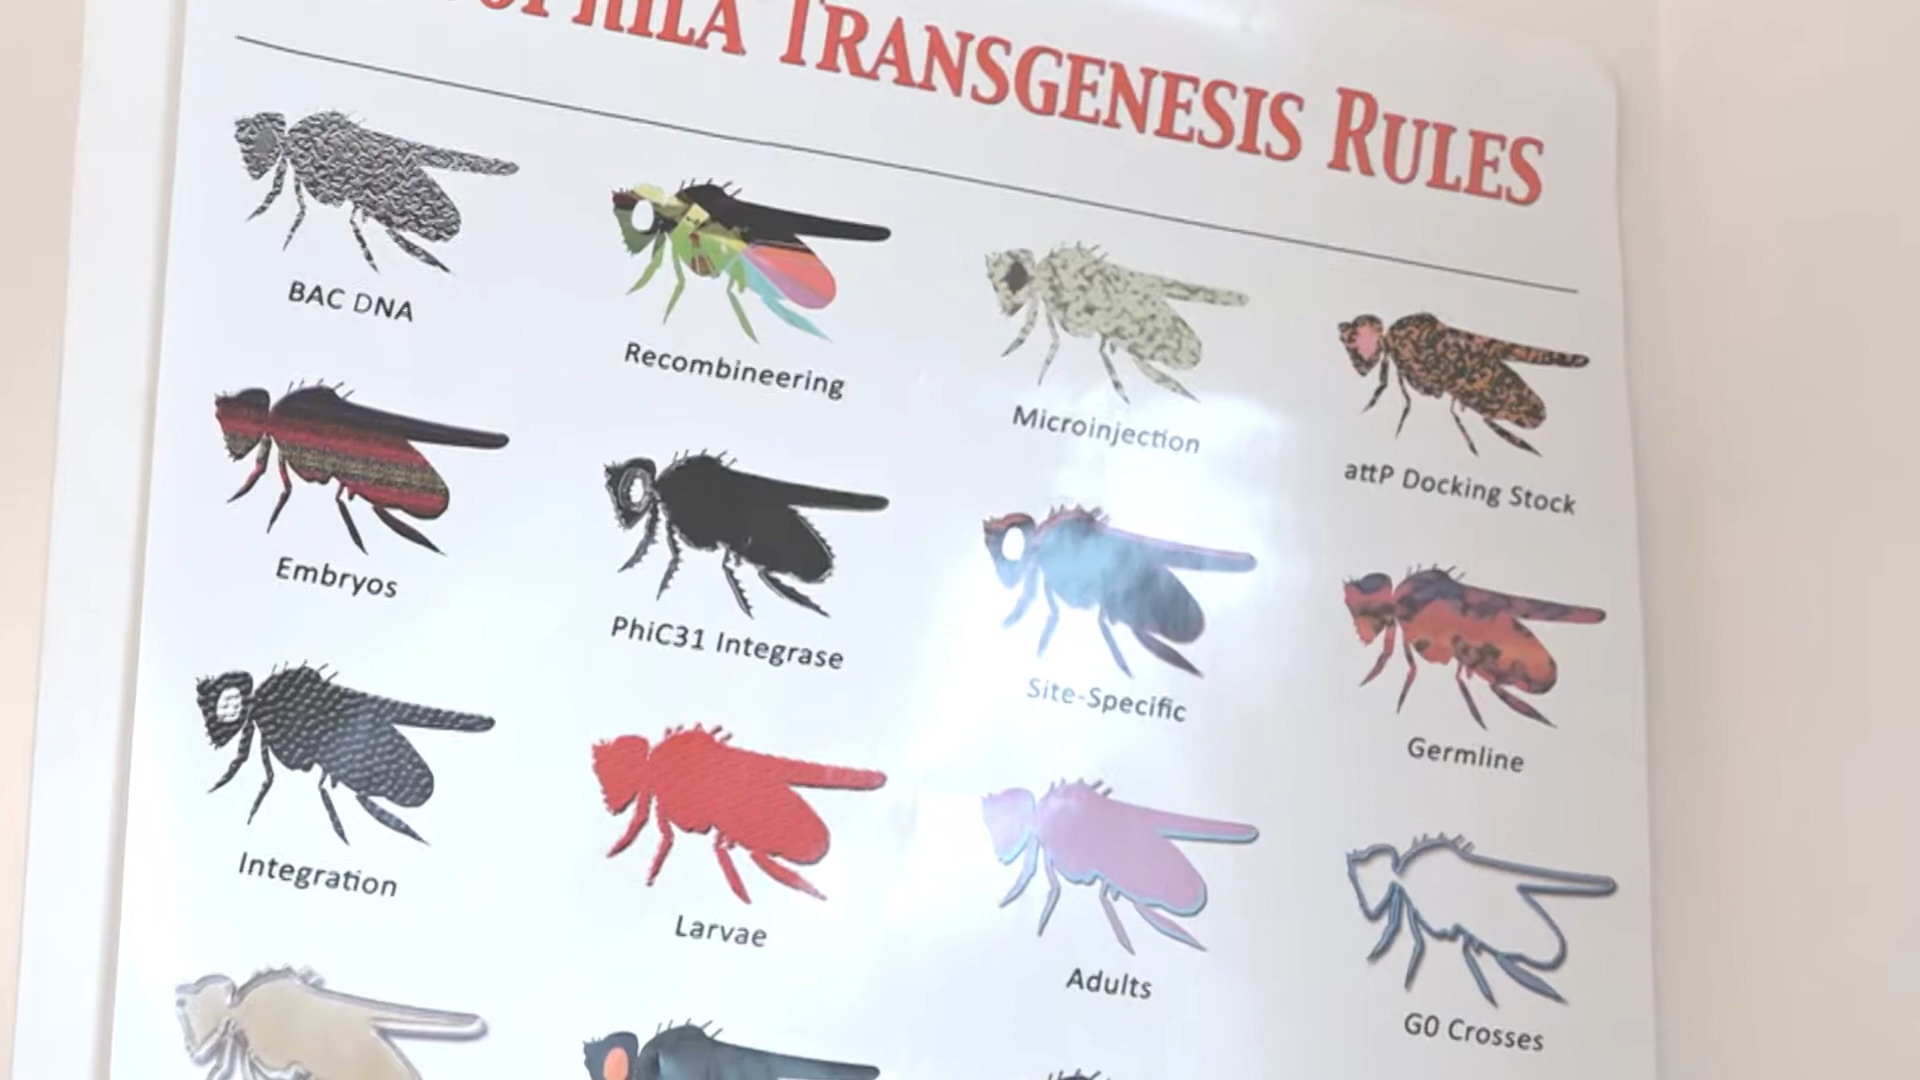 TRANSGENESIS RULES
BAC DNA
Recombineering
Microinjection
attP Docking Stock
Embryos
PhiC31 Integrase
Site-Specific
Germline
Integration
Larvae
Adults
G0 Crosses